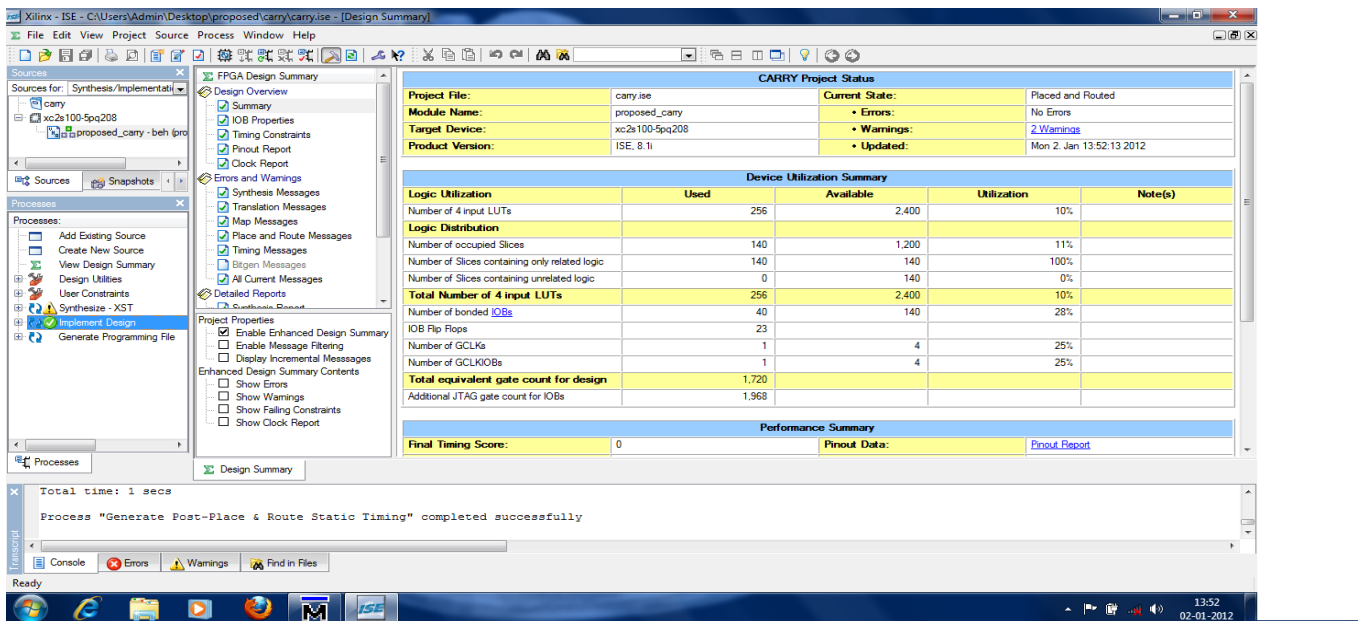 Xilinx - ISE - C:\Users\Admin\Desktop\proposed\carry\carry.ise - [Design Summary]
File Edit View Project Source Process Window Help
Sources
Sources for: Synthesis/Implementati
carry
xc2s100-5pq208
proposed_carry - beh (pro
Sources Snapshots
Processes
Processes:
Add Existing Source
Create New Source
View Design Summary
Design Utilities
User Constraints
Synthesize - XST
Implement Design
Generate Programming File
Processes
FPGA Design Summary
Design Overview
Summary
IOB Properties
Timing Constraints
Pinout Report
Clock Report
Errors and Warnings
Synthesis Messages
Translation Messages
Map Messages
Place and Route Messages
Timing Messages
Bitgen Messages
All Current Messages
Detailed Reports
Synthesis Report
Project Properties
Enable Enhanced Design Summary
Enable Message Filtering
Display Incremental Messsages
Enhanced Design Summary Contents
Show Errors
Show Warnings
Show Failing Constraints
Show Clock Report
Design Summary
CARRY Project Status
Project File: carry.ise Current State: Placed and Routed
Module Name: proposed_carry • Errors: No Errors
Target Device: xc2s100-5pq208 • Warnings: 2 Warnings
Product Version: ISE, 8.1i • Updated: Mon 2. Jan 13:52:13 2012
Device Utilization Summary
Logic Utilization Used Available Utilization Note(s)
Number of 4 input LUTs 256 2,400 10%
Logic Distribution
Number of occupied Slices 140 1,200 11%
Number of Slices containing only related logic 140 140 100%
Number of Slices containing unrelated logic 0 140 0%
Total Number of 4 input LUTs 256 2,400 10%
Number of bonded IOBs 40 140 28%
IOB Flip Flops 23
Number of GCLKs 1 4 25%
Number of GCLKIOBs 1 4 25%
Total equivalent gate count for design 1,720
Additional JTAG gate count for IOBs 1,968
Performance Summary
Final Timing Score: 0 Pinout Data: Pinout Report
Total time: 1 secs
Process "Generate Post-Place & Route Static Timing" completed successfully
Transcript
Console Errors Warnings Find in Files
Ready
M ISE
13:52
02-01-2012